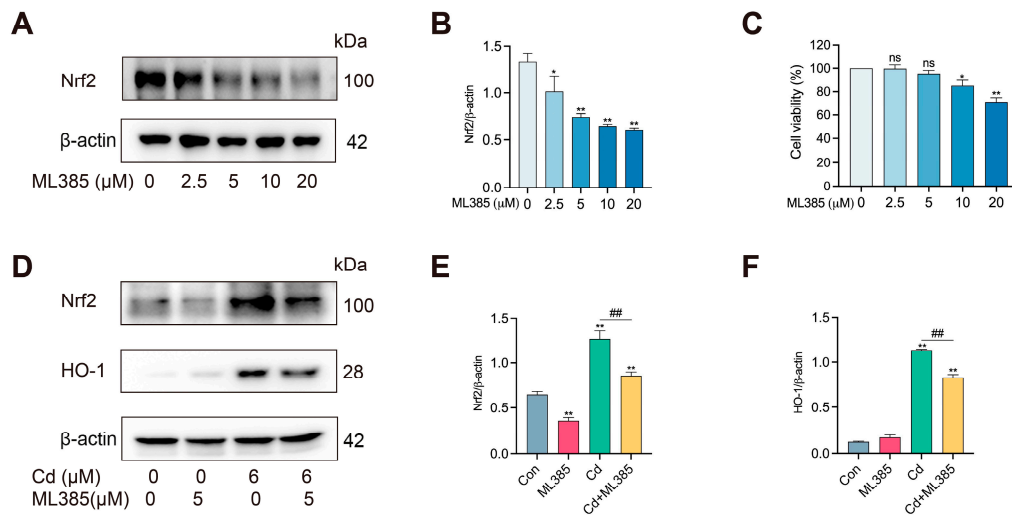 A
kDa
Nrf2
100
β-actin
42
ML385 (μM) 0 2.5 5 10 20
B
Nrf2/β-actin
1.5
1.0
0.5
0.0
* ** ** **
ML385 (μM) 0 2.5 5 10 20
C
Cell viability (%)
120
100
80
60
40
20
0
20
40
60
80
100
ns ns * **
ML385 (μM) 0 2.5 5 10 20
D
kDa
Nrf2
100
HO-1
28
β-actin
42
Cd (μM) 0 0 6 6
ML385(μM) 0 5 0 5
E
Nrf2/β-actin
1.5
1.0
0.5
0.0
** ** ## **
Con ML385 Cd Cd+ML385
F
HO-1/β-actin
1.5
1.0
0.5
0.0
** ## **
Con ML385 Cd Cd+ML385